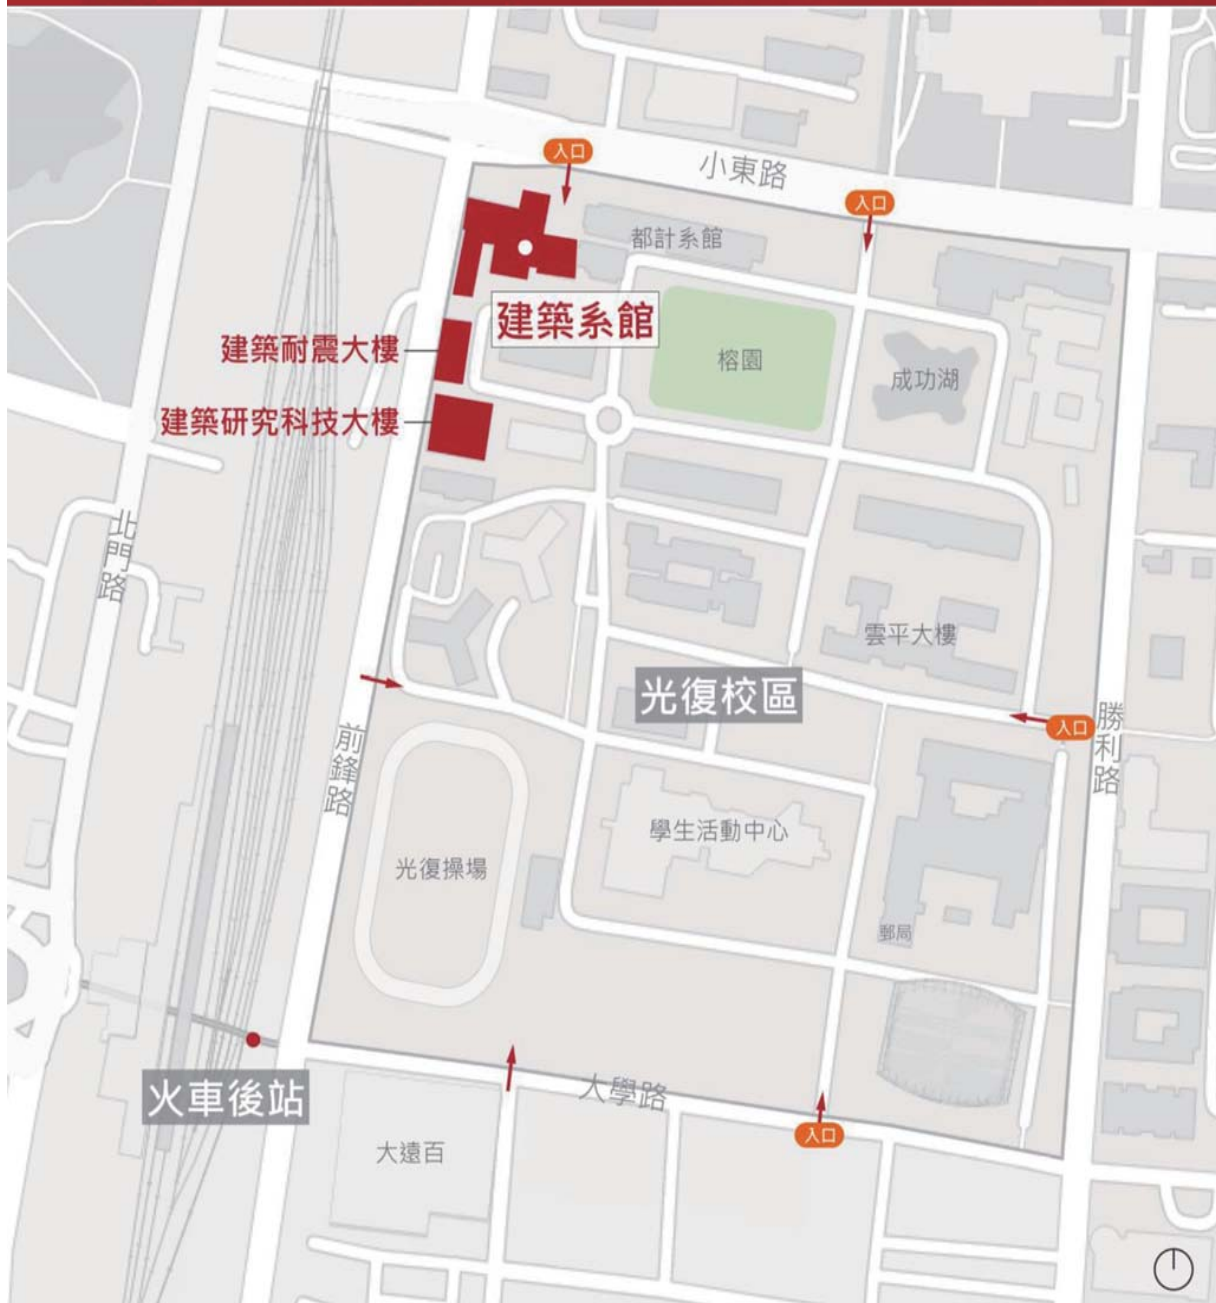 入口
小東路
入口
都計系館
建築系館
建築耐震大樓
榕園
成功湖
建築研究科技大樓
北門路
雲平大樓
光復校區
勝利路
入口
前鋒路
學生活動中心
光復操場
郵局
火車後站
大學路
入口
大遠百